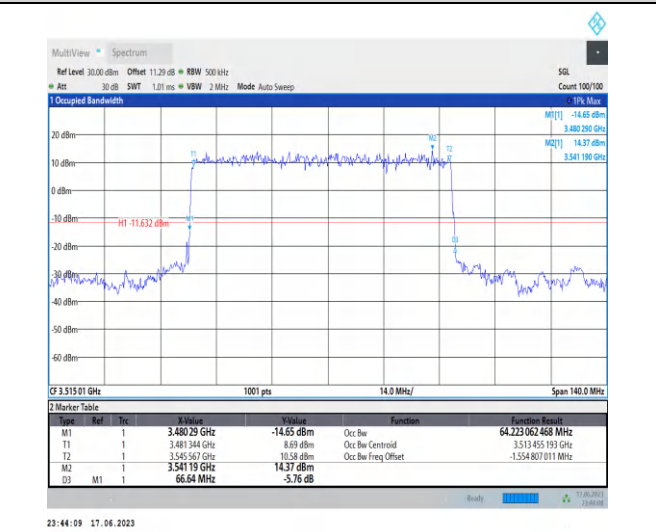 MultiView Spectrum
Ref Level 30.00 dBm Offset 11.29 dB RBW 500 kHz SGL
Att 30 dB SWT 1.01 ms VBW 2 MHz Mode Auto Sweep Count 100/100
1 Occupied Bandwidth 1Pk Max
M1[1] -14.65 dBm
3.480 290 GHz
M2[1] 14.37 dBm
3.541 190 GHz
20 dBm
M2
T1
T2
10 dBm
0 dBm
-10 dBm
M1
H1 -11.632 dBm
-20 dBm
D3
-30 dBm
-40 dBm
-50 dBm
-60 dBm
CF 3.515 01 GHz 1001 pts 14.0 MHz/ Span 140.0 MHz
2 Marker Table
Type Ref Trc X-Value Y-Value Function Function Result
M1 1 3.480 29 GHz -14.65 dBm Occ Bw 64.223 062 468 MHz
T1 1 3.481 344 GHz 8.69 dBm Occ Bw Centroid 3.513 455 193 GHz
T2 1 3.545 567 GHz 10.58 dBm Occ Bw Freq Offset -1.554 807 011 MHz
M2 1 3.541 19 GHz 14.37 dBm
D3 M1 1 66.64 MHz -5.76 dB
Ready 17.06.2023
23:44:08
23:44:09 17.06.2023